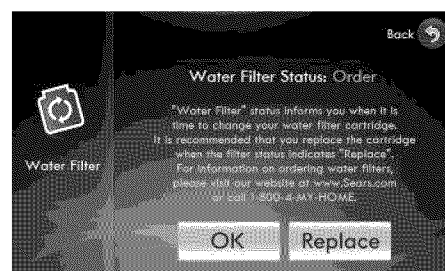 Back
Water Filter Status: Order
"Water Filter" status informs you when it is
time to change your water filter cartridge.
It is recommended that you replace the cartridge
when the filter status indicates "Replace".
For information on ordering water filters,
please visit our website at www.Sears.com
or call 1-800-4-MY-HOME.
Water Filter
OK
Replace